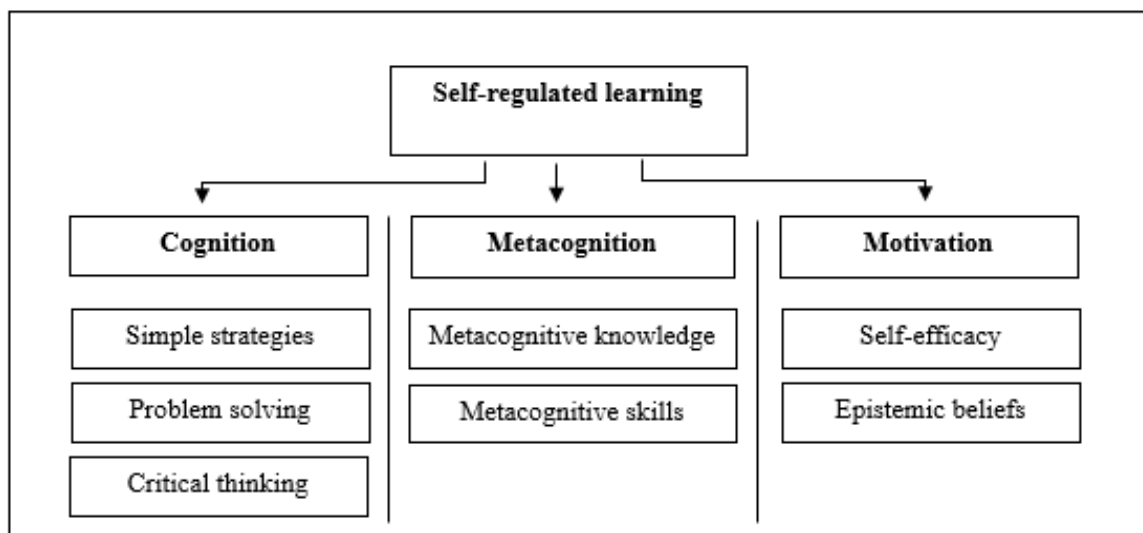 Self-regulated learning
Cognition
Simple strategies
Problem solving
Critical thinking
Metacognition
Metacognitive knowledge
Metacognitive skills
Motivation
Self-efficacy
Epistemic beliefs